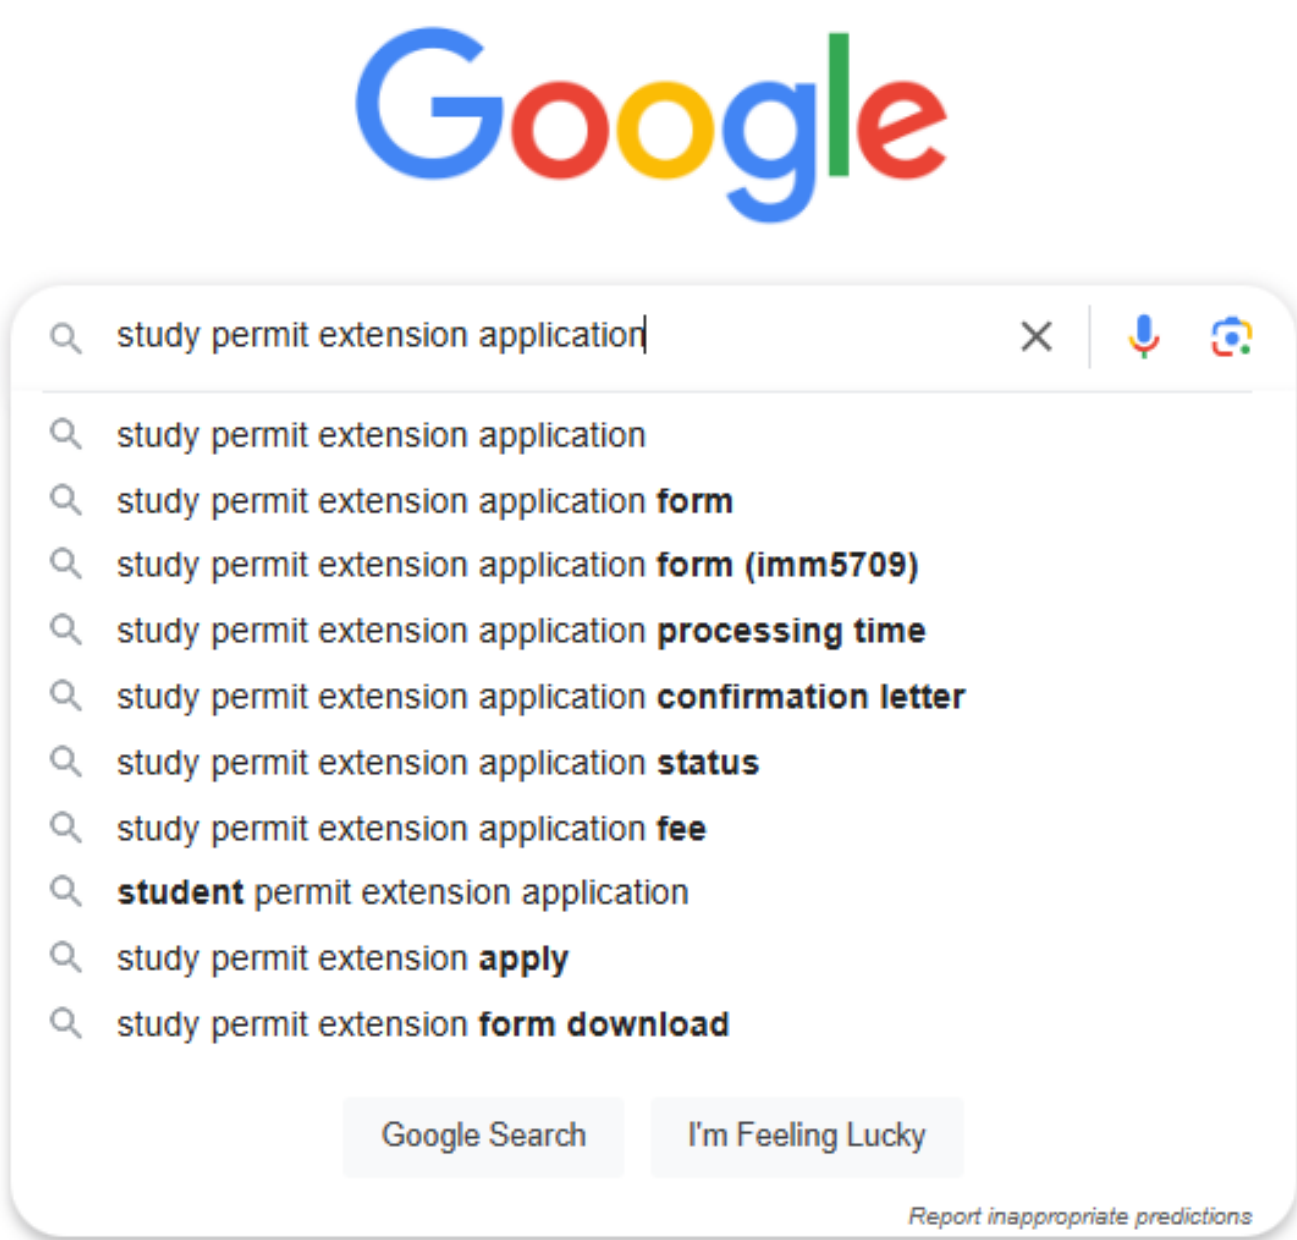 Google
study permit extension application
study permit extension application
study permit extension application form
study permit extension application form (imm5709)
study permit extension application processing time
study permit extension application confirmation letter
study permit extension application status
study permit extension application fee
student permit extension application
study permit extension apply
study permit extension form download
Google Search I'm Feeling Lucky
Report inappropriate predictions